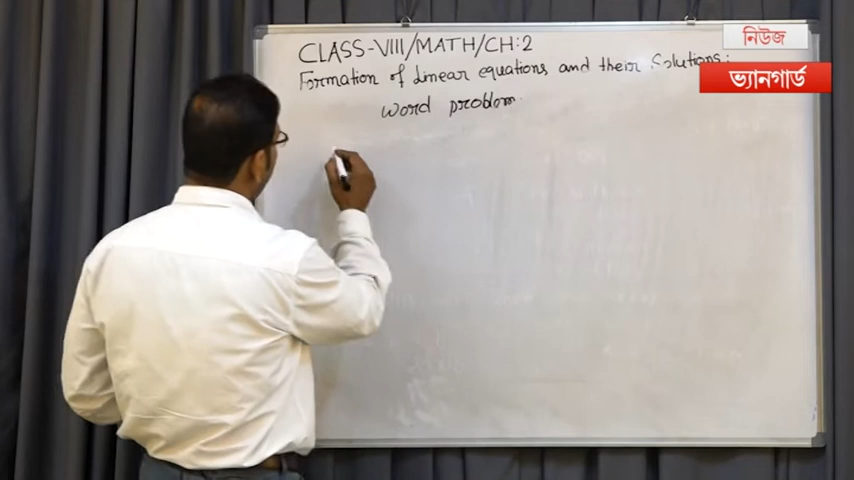 CLASS-VIII/MATH/CH:2
Formation of Linear equations and their Solutions:
word problem.
নিউজ
ভ্যানগার্ড